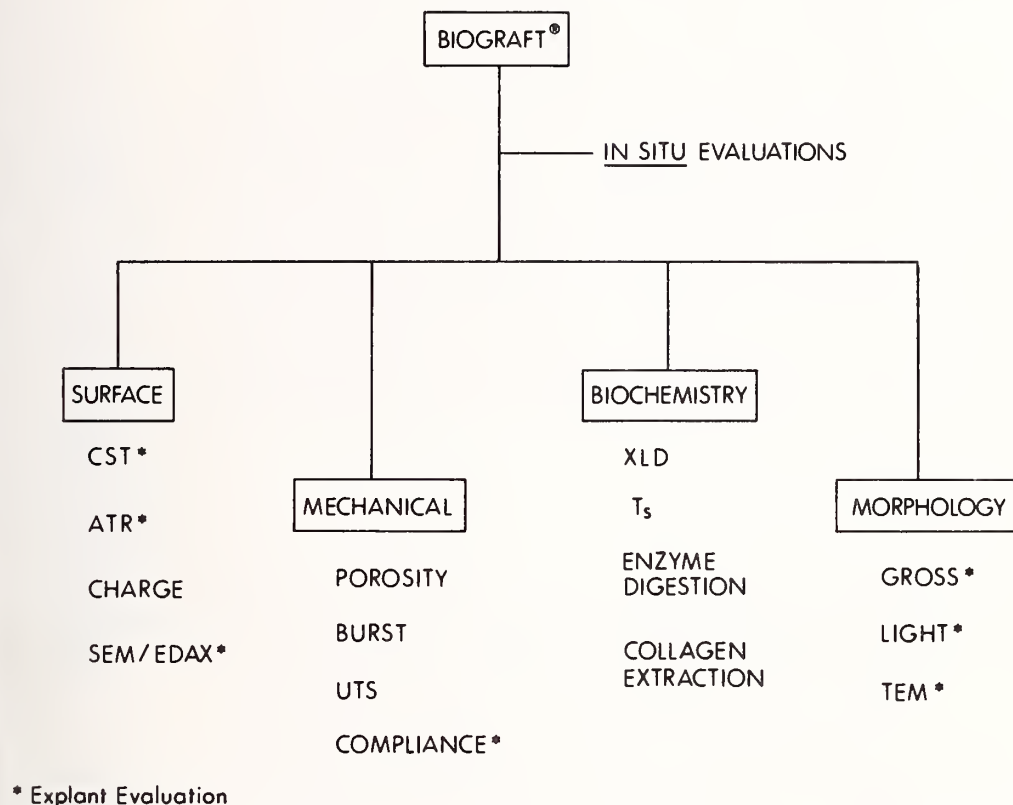 BIOGRAFT®
IN SITU EVALUATIONS
SURFACE
CST*
ATR*
CHARGE
SEM/EDAX*
MECHANICAL
POROSITY
BURST
UTS
COMPLIANCE*
BIOCHEMISTRY
XLD
Ts
ENZYME
DIGESTION
COLLAGEN
EXTRACTION
MORPHOLOGY
GROSS*
LIGHT*
TEM*
* Explant Evaluation